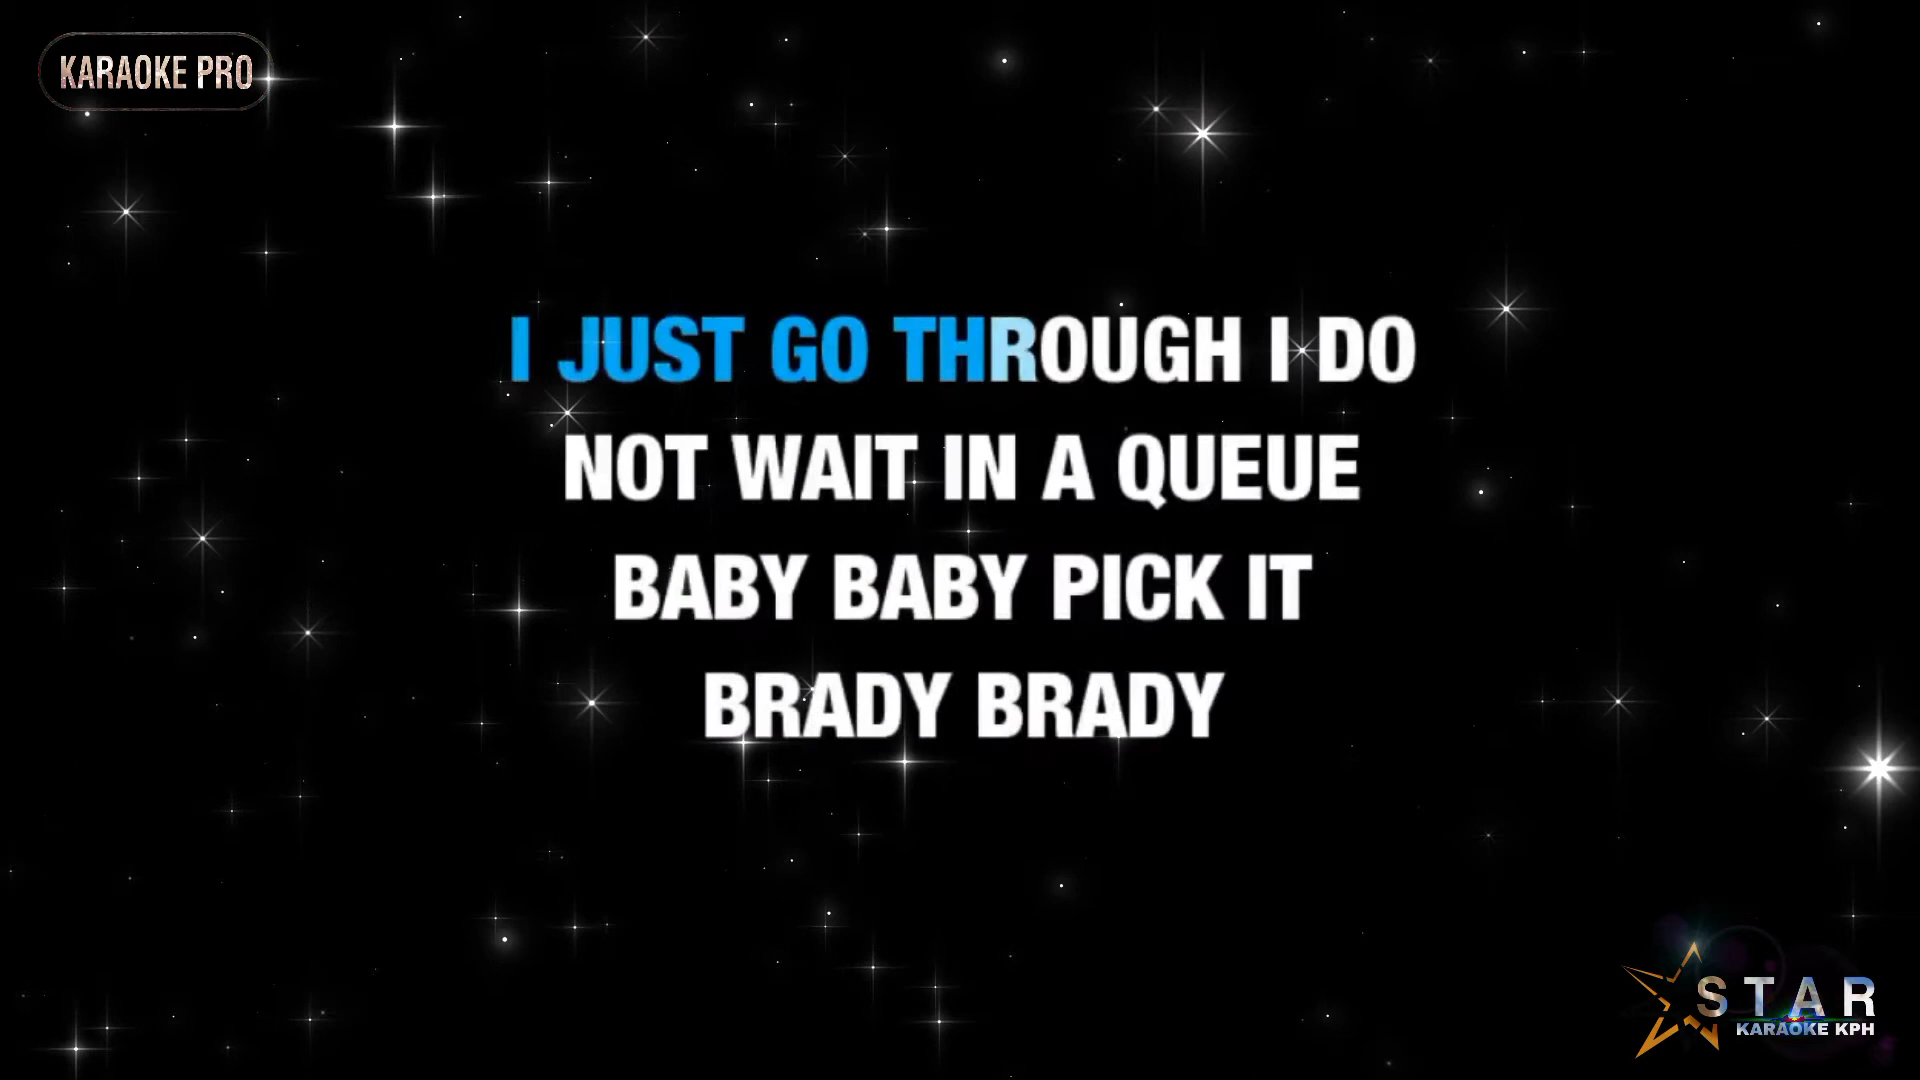 KARAOKE PRO
I JUST GO THROUGH I DO
NOT WAIT IN A QUEUE
BABY BABY PICK IT
BRADY BRADY
STAR
KARAOKE KPH